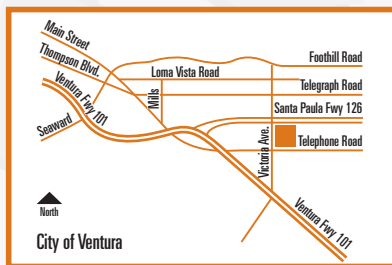 Main Street
Thompson Blvd.
Ventura Fwy 101
Seaward
Loma Vista Road
Mills
Foothill Road
Telegraph Road
Santa Paula Fwy 126
Victoria Ave.
Telephone Road
Ventura Fwy 101
North
City of Ventura